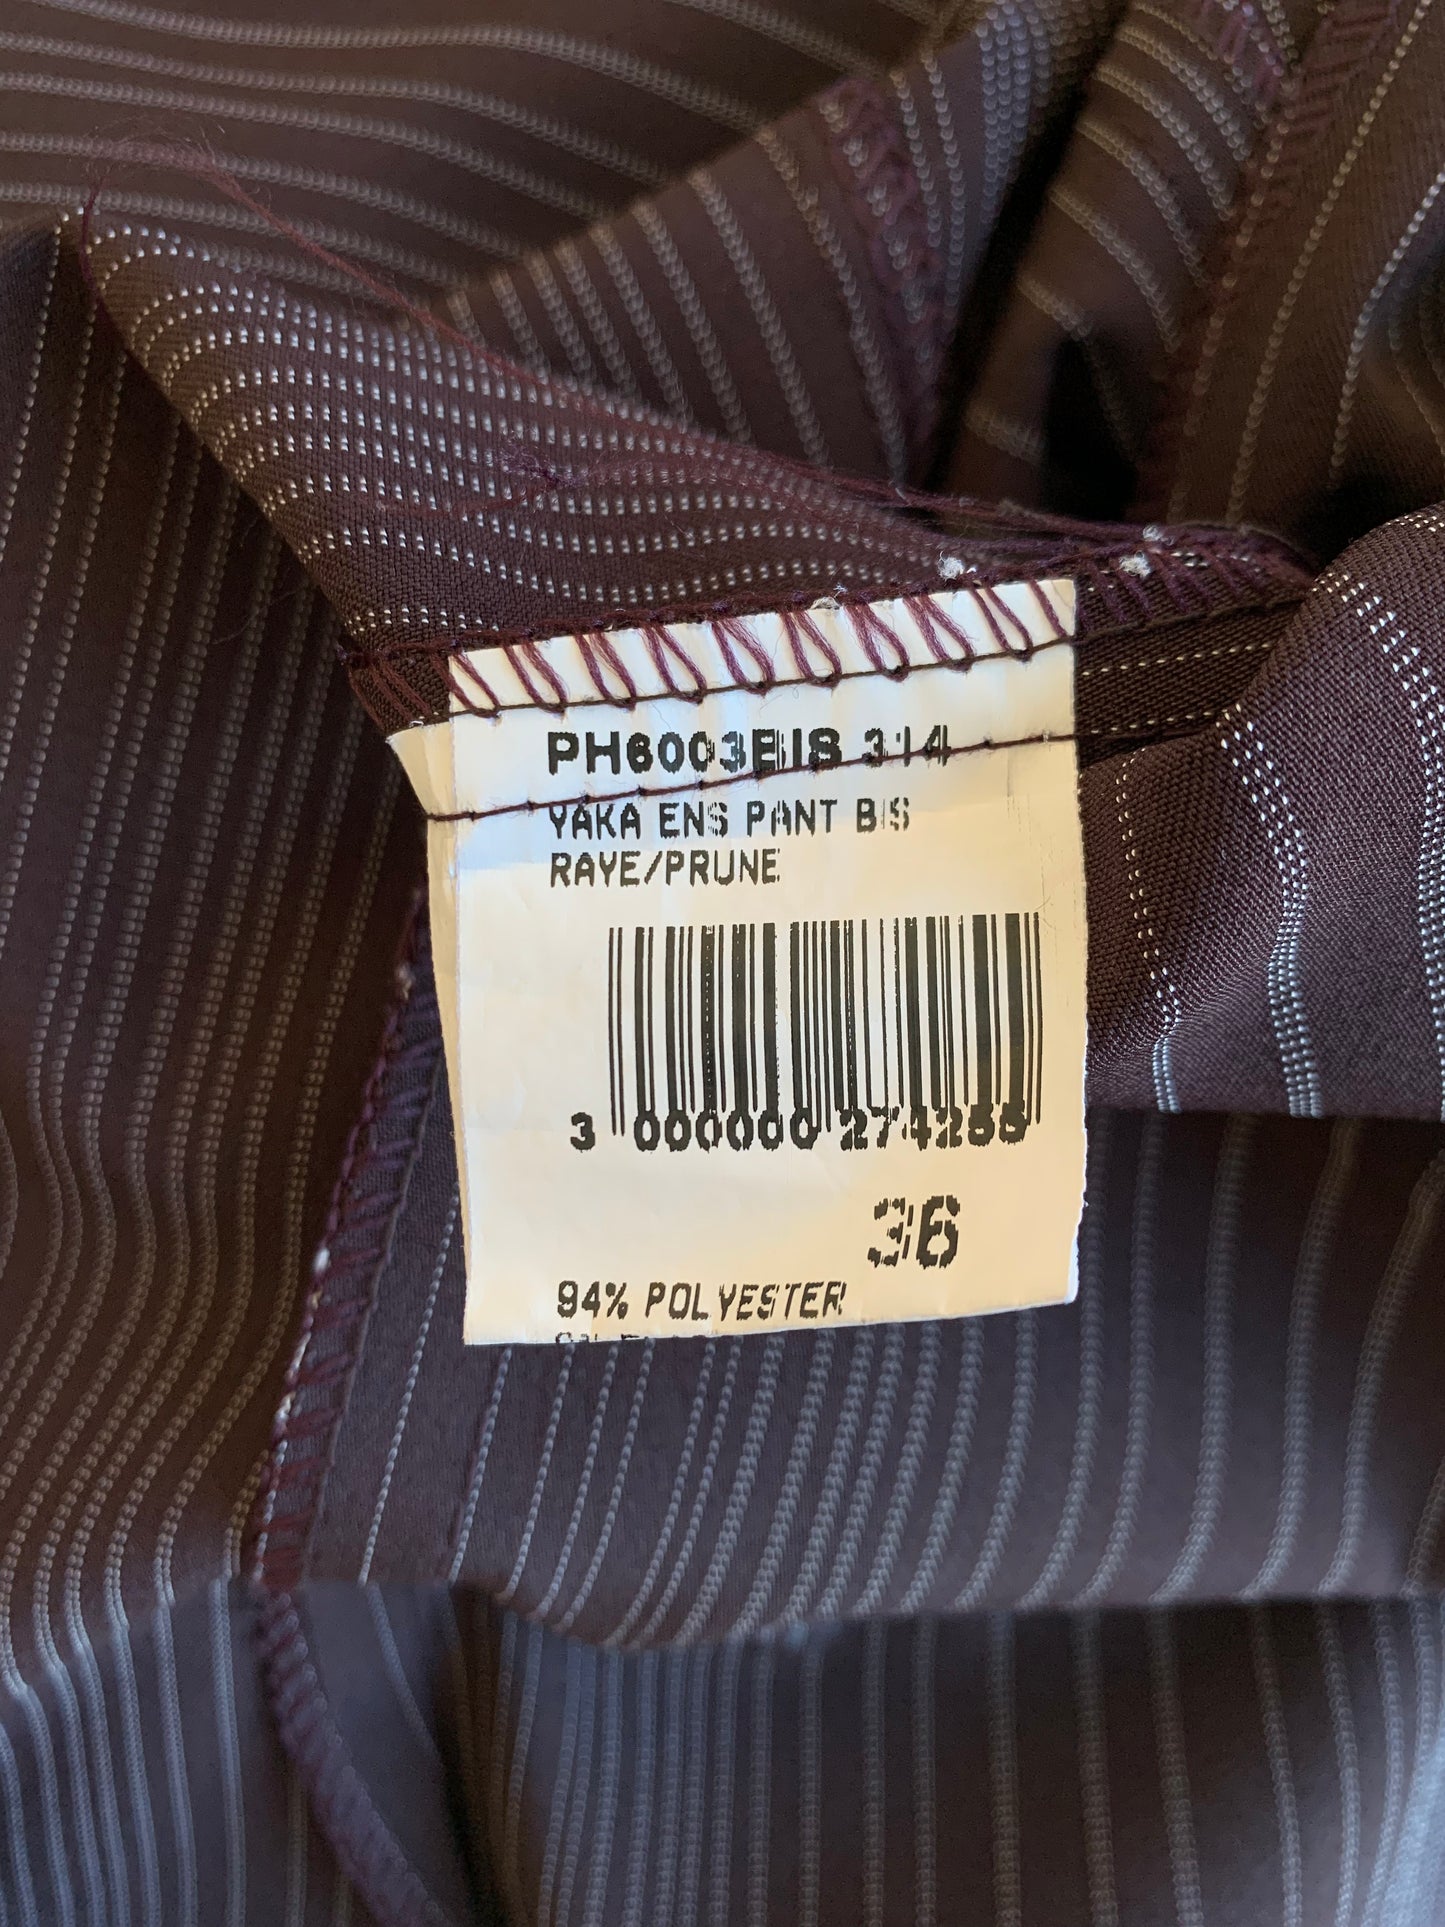 PH6003BIS 314
YAKA ENS PANT BIS
RAYE/PRUNE
3 000000 274255
36
94% POLYESTER